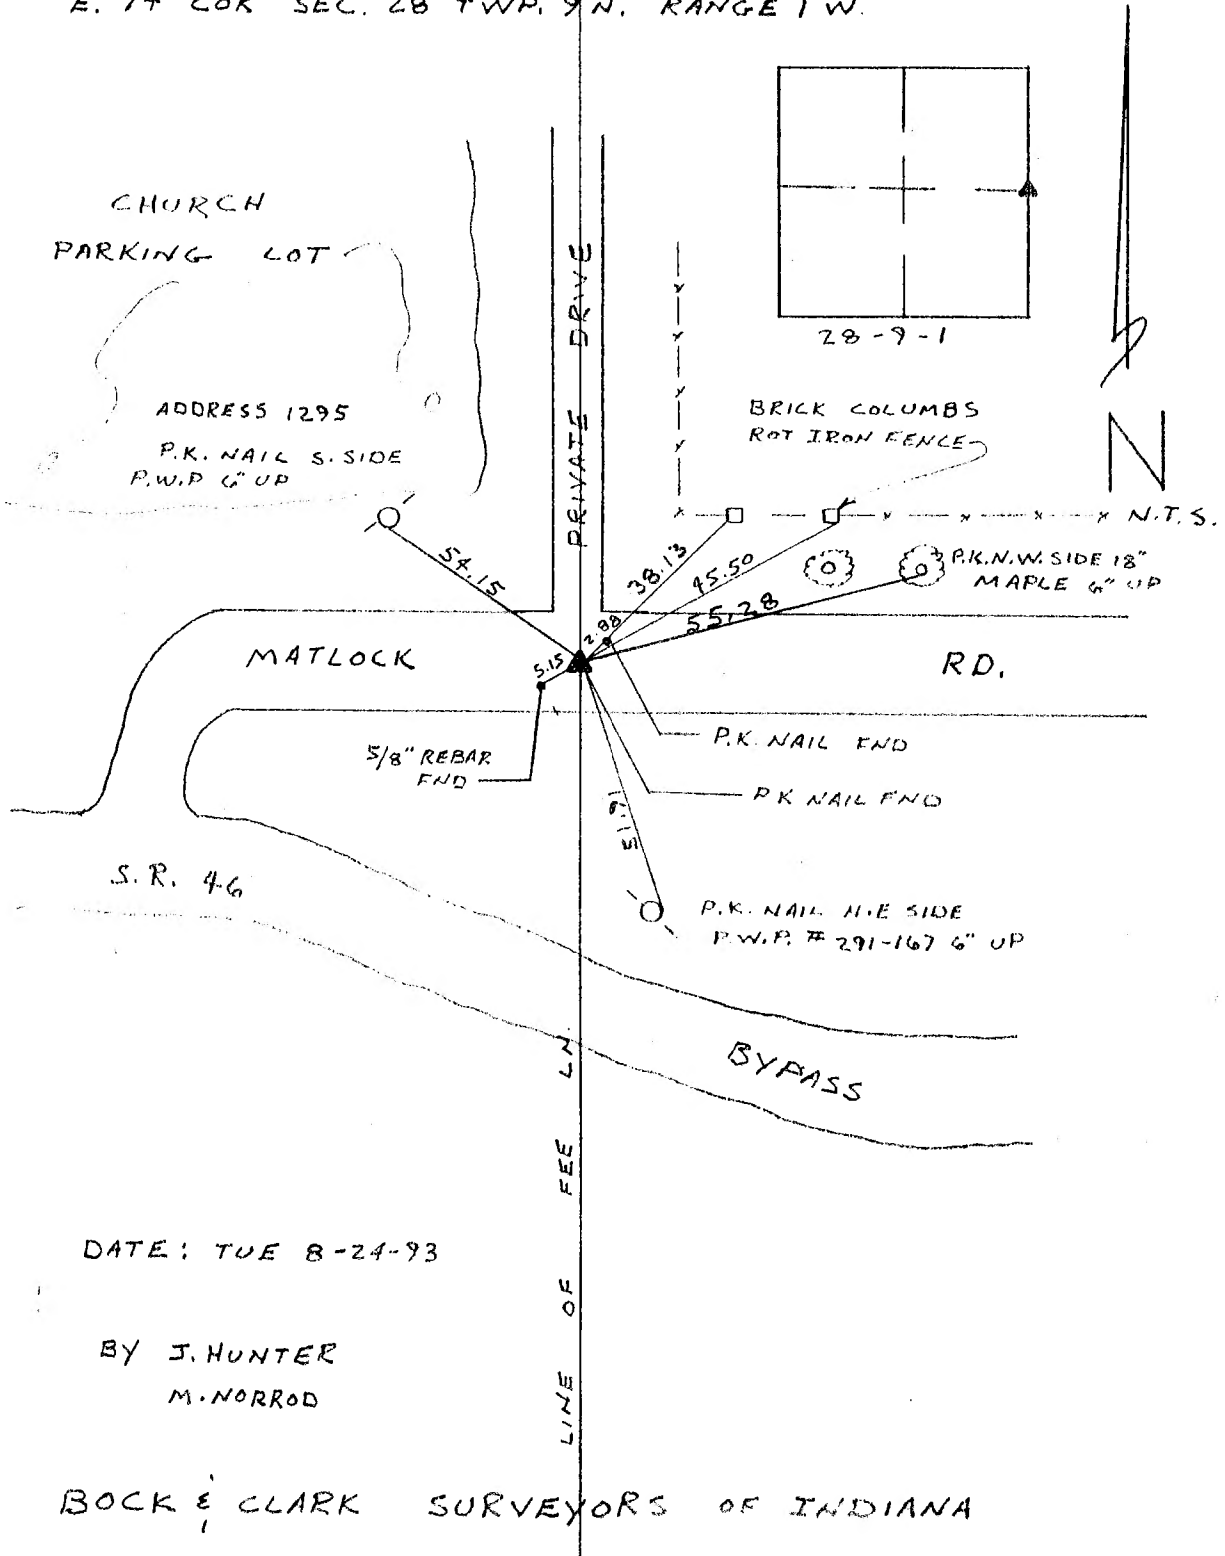 E. 1/4 COR SEC. 28 TWP. 9 N. RANGE 1 W.
CHURCH
PARKING LOT
28-9-1
PRIVATE DRIVE
ADDRESS 1295
P.K. NAIL S. SIDE
P.W.P 6" UP
BRICK COLUMBS
ROT IRON FENCE
N
N.T.S.
54.15
38.13
45.50
P.K. N.W. SIDE 18"
MAPLE 6" UP
55.28
2.88
5.15
MATLOCK RD.
5/8" REBAR
FND
P.K. NAIL FND
PK NAIL FND
51.91
S.R. 46
P.K. NAIL N.E SIDE
P.W.P. # 291-167 6" UP
BYPASS
LINE OF FEE LN.
DATE: TUE 8-24-93
BY J. HUNTER
M. NORROD
BOCK & CLARK SURVEYORS OF INDIANA